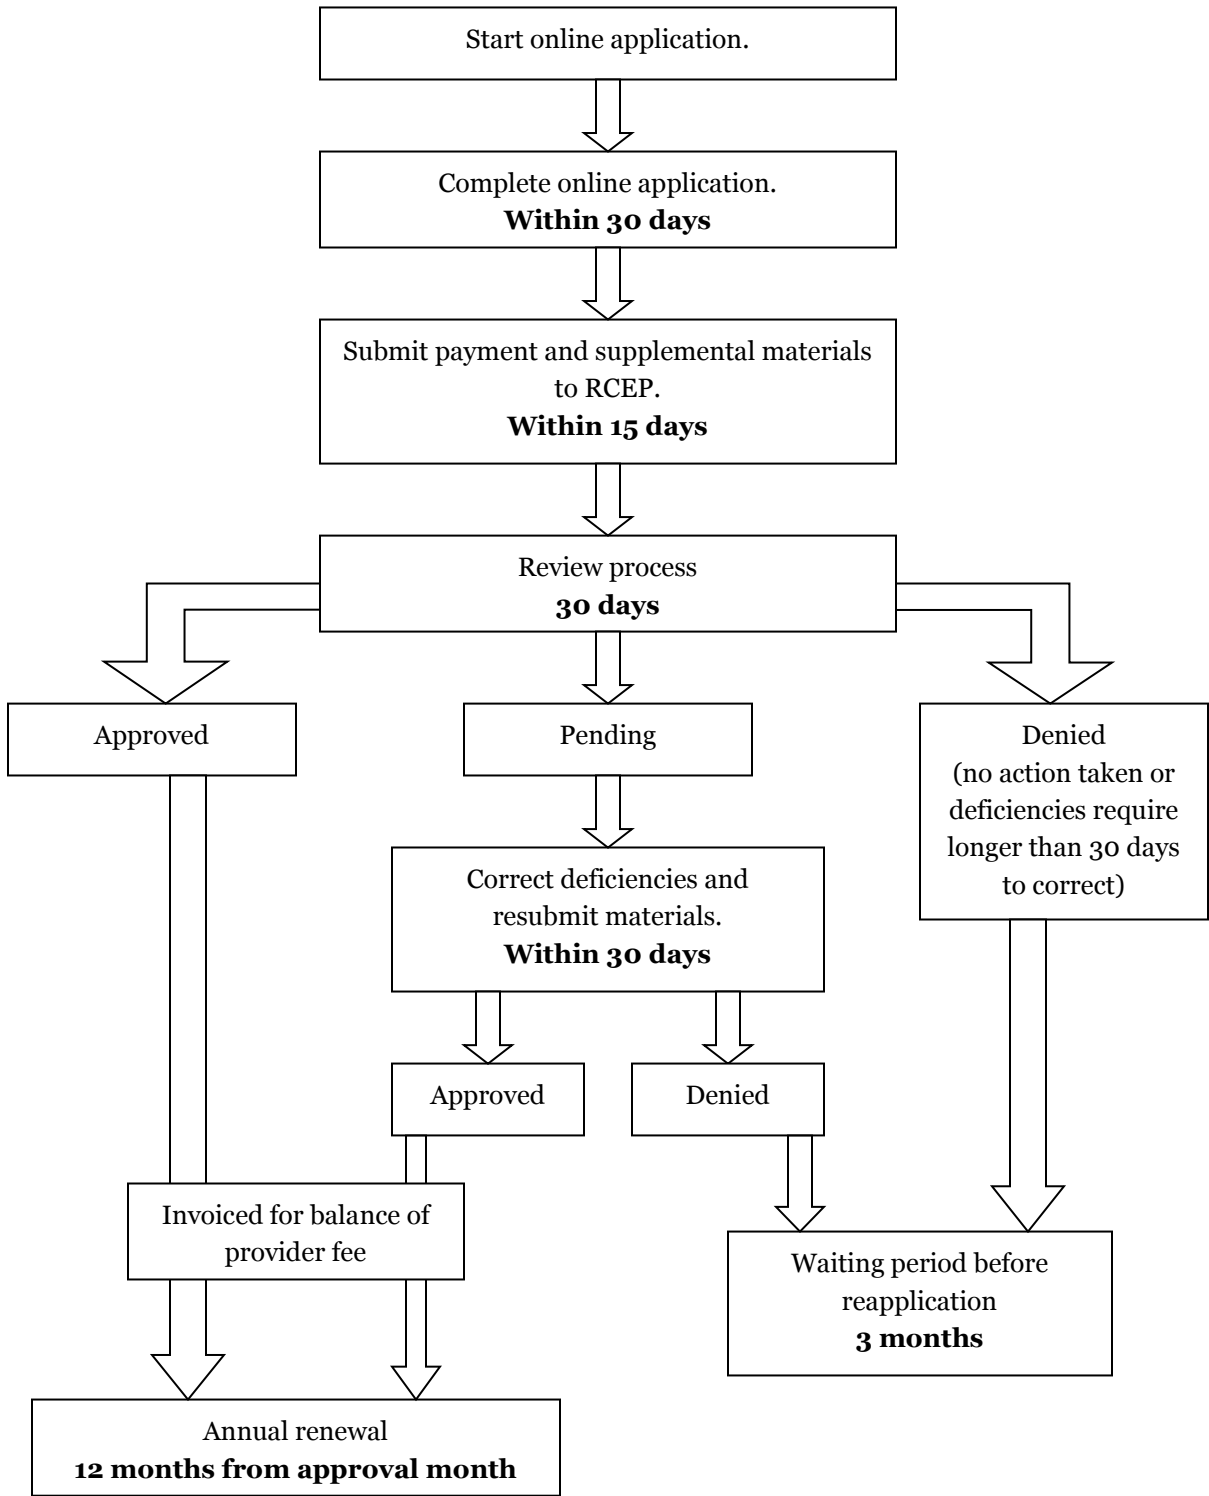 Start online application.
Complete online application.
Within 30 days
Submit payment and supplemental materials
to RCEP.
Within 15 days
Review process
30 days
Approved
Pending
Denied
(no action taken or
deficiencies require
longer than 30 days
to correct)
Correct deficiencies and
resubmit materials.
Within 30 days
Approved
Denied
Invoiced for balance of
provider fee
Waiting period before
reapplication
3 months
Annual renewal
12 months from approval month